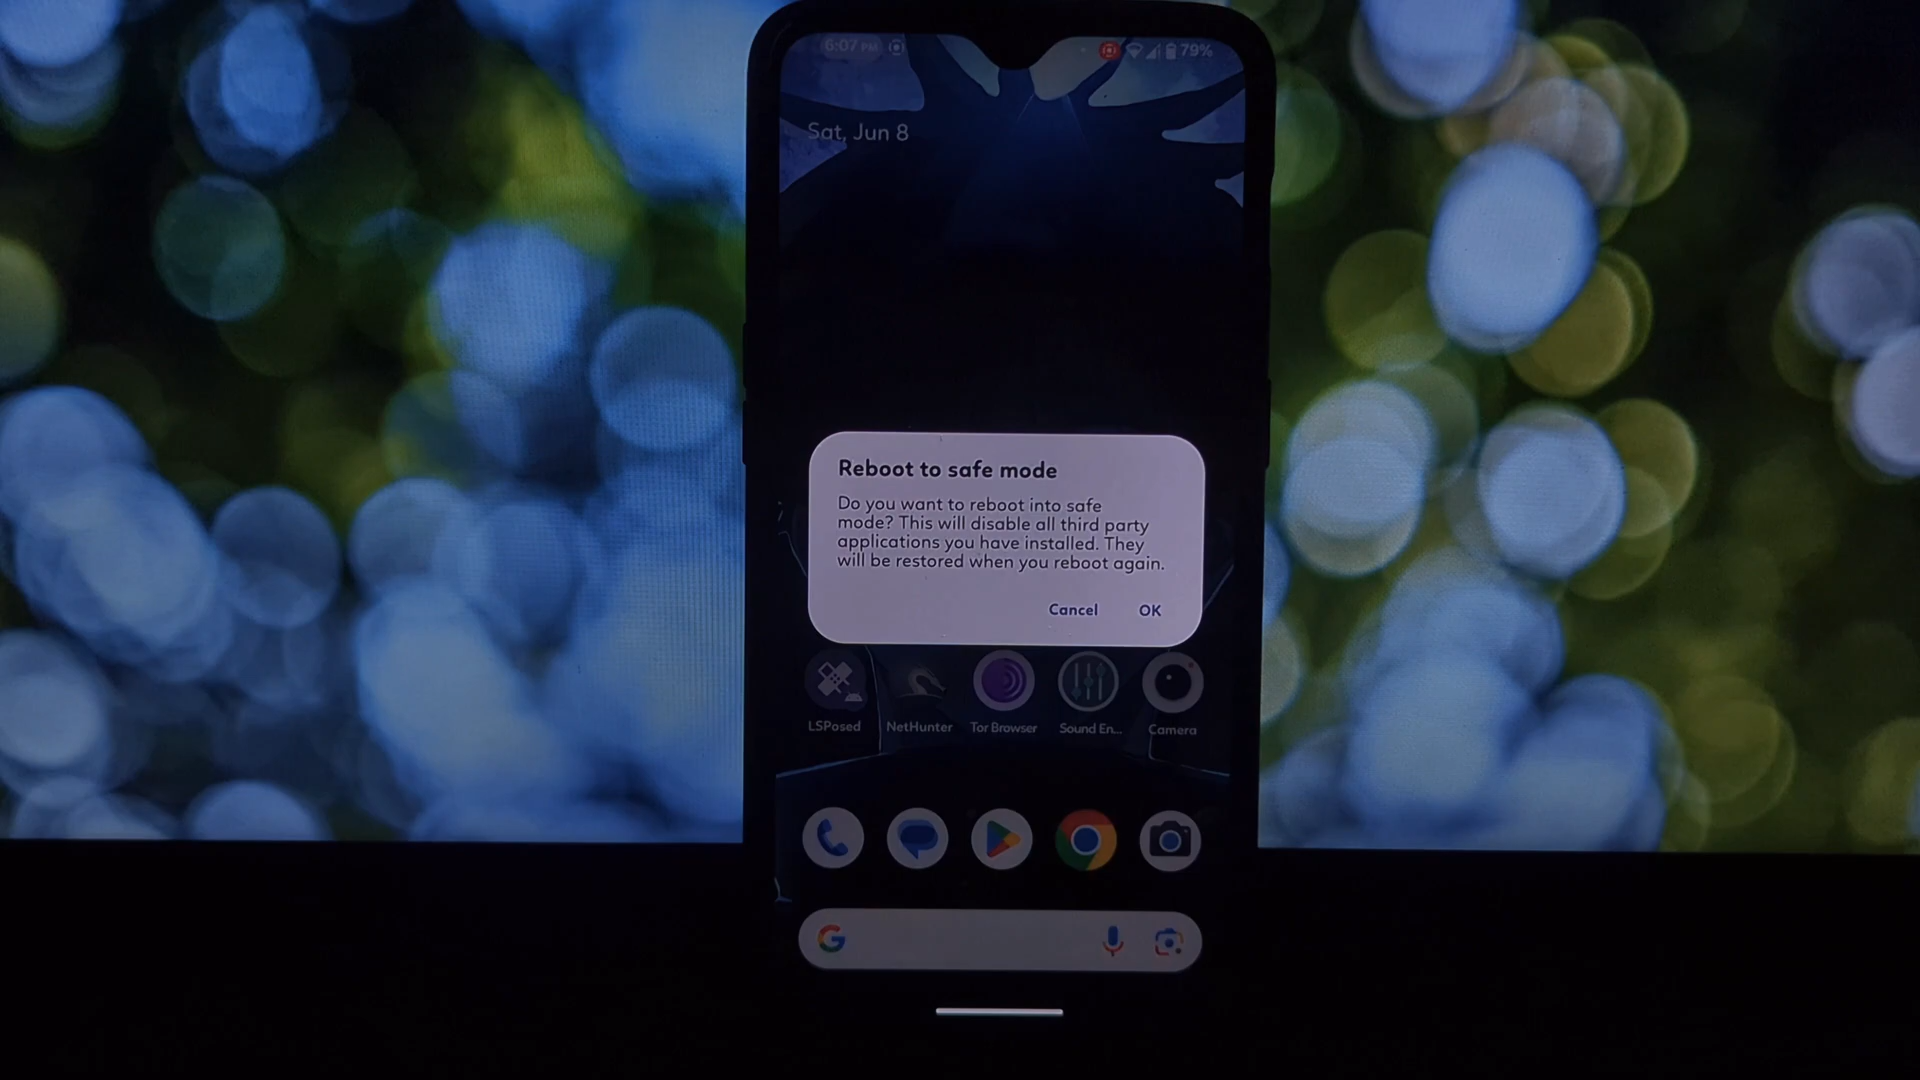 6:07 PM
79%
Sat, Jun 8
Reboot to safe mode
Do you want to reboot into safe
mode? This will disable all third party
applications you have installed. They
will be restored when you reboot again.
Cancel OK
LSPosed NetHunter Tor Browser Sound En... Camera
G